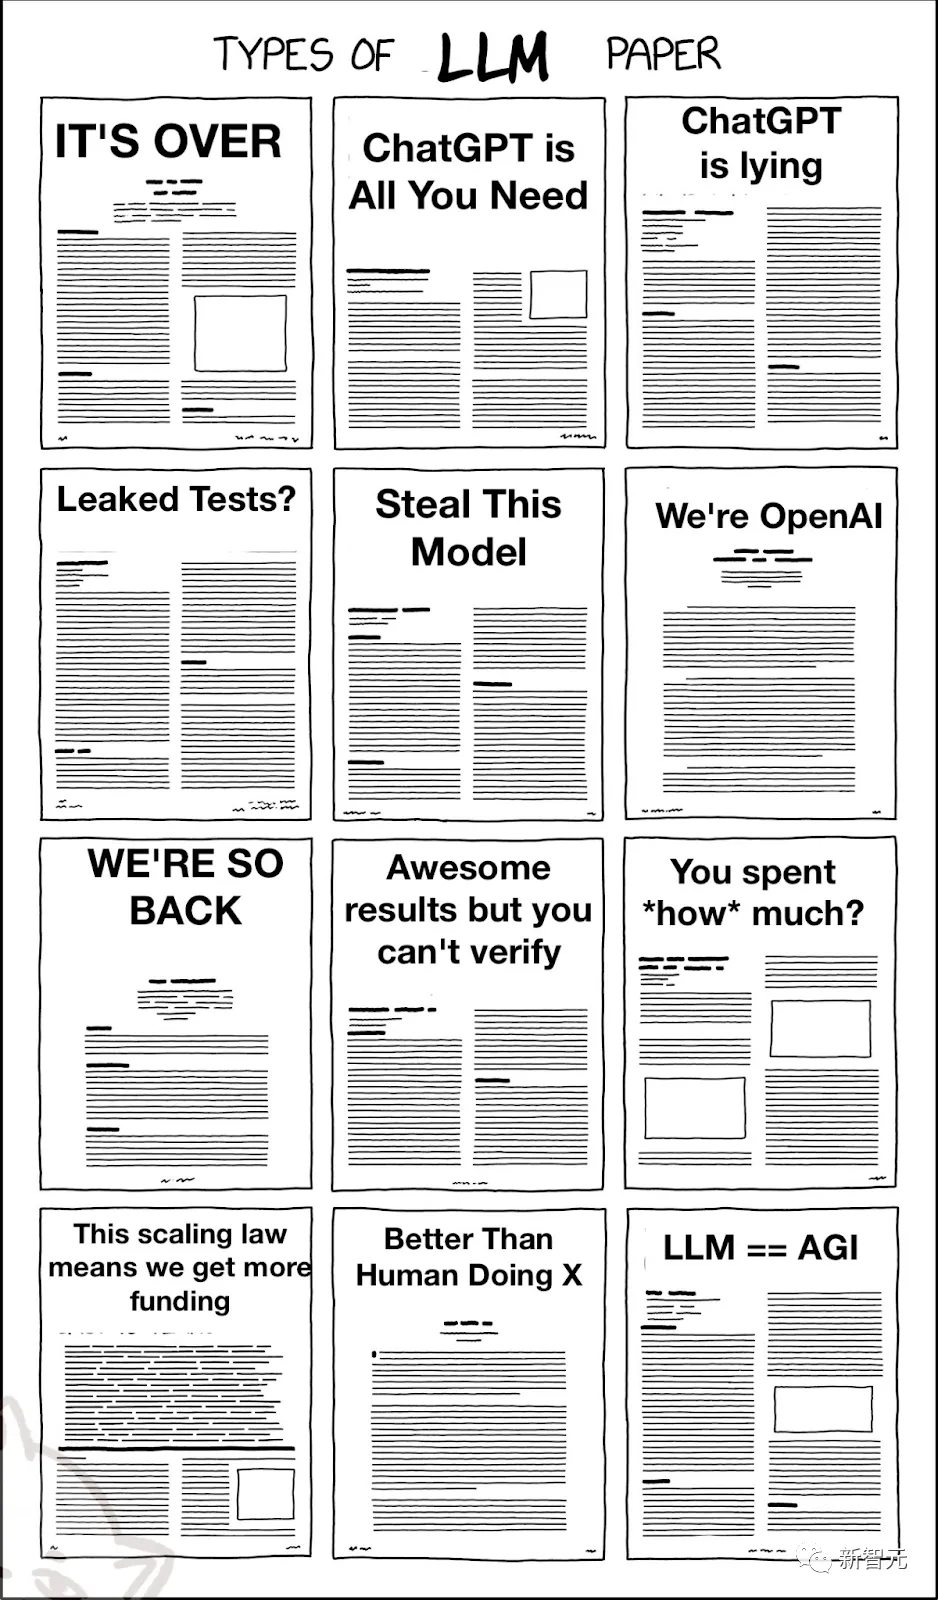 TYPES OF LLM PAPER
IT'S OVER
ChatGPT is
All You Need
ChatGPT
is lying
Leaked Tests?
Steal This
Model
We're OpenAI
WE'RE SO
BACK
Awesome
results but you
can't verify
You spent
*how* much?
This scaling law
means we get more
funding
Better Than
Human Doing X
LLM == AGI
新智元